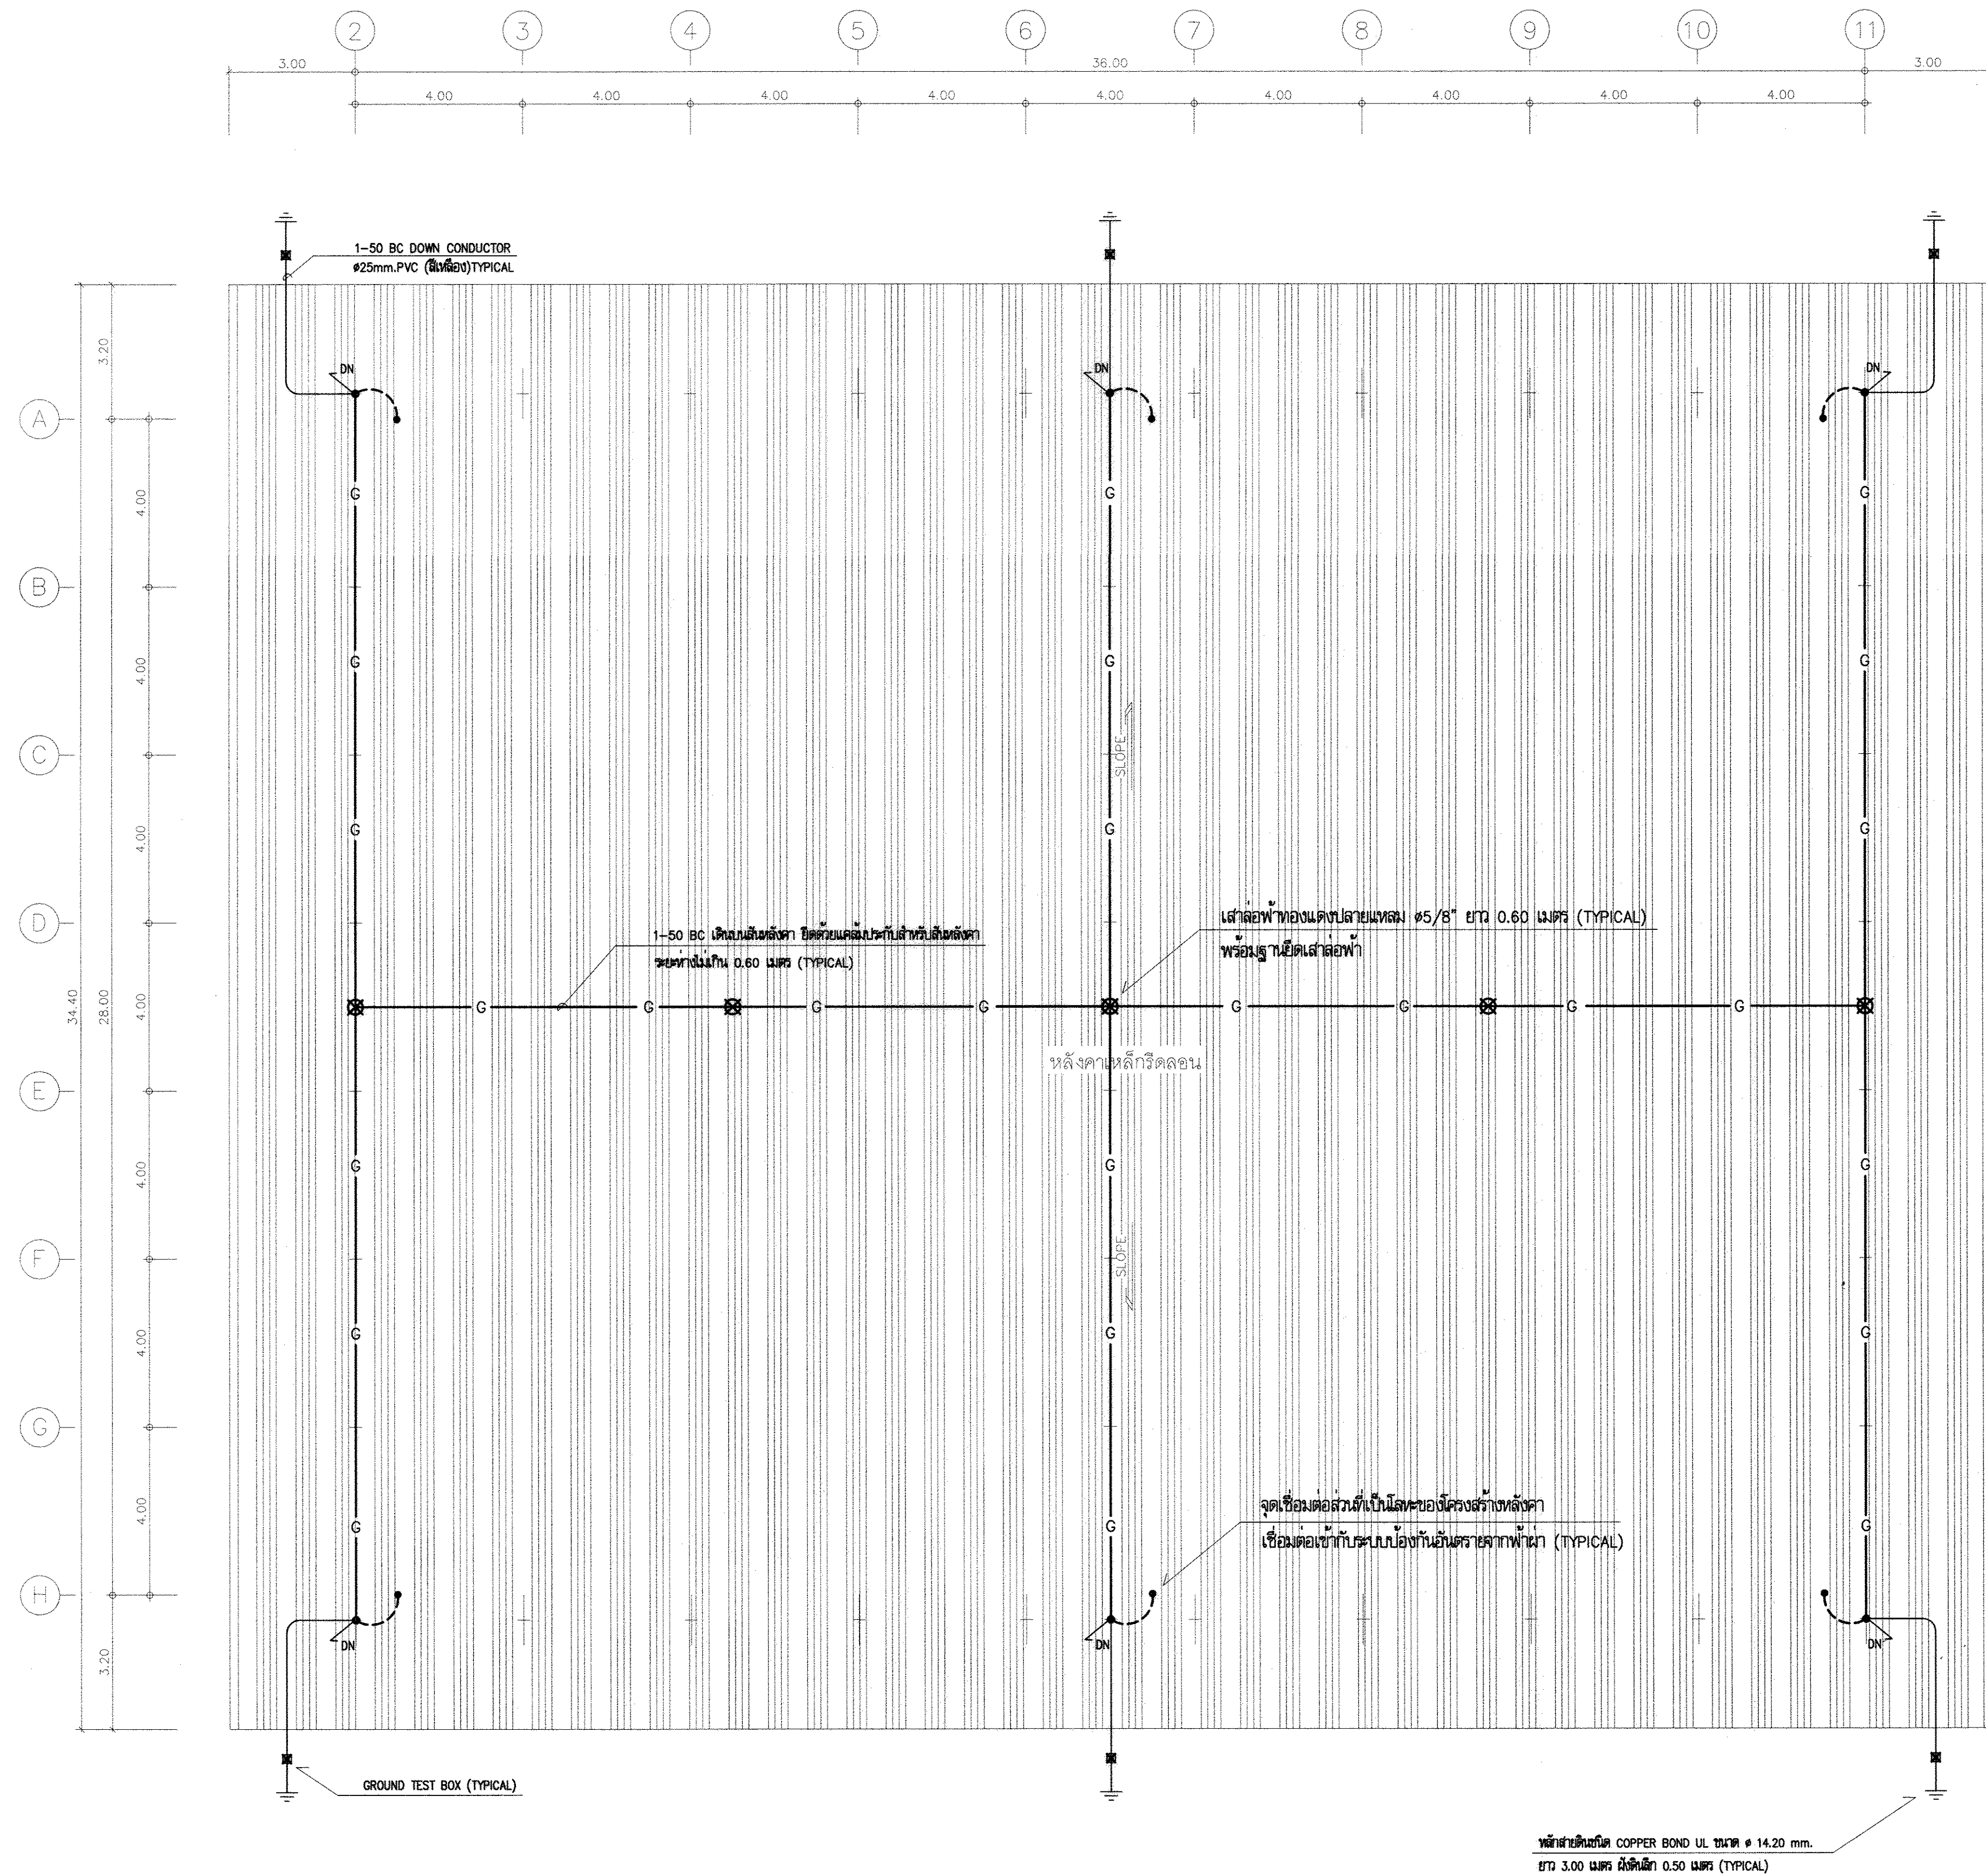 2 3 4 5 6 7 8 9 10 11
3.00 36.00 3.00
4.00 4.00 4.00 4.00 4.00 4.00 4.00 4.00 4.00
1-50 BC DOWN CONDUCTOR
ø25mm.PVC (สีเหลือง)TYPICAL
3.20
DN DN DN
A
4.00 G G G
B
4.00 G G G
C
SLOPE
4.00 G G G
D
เสาล่อฟ้าทองแดงปลายแหลม ø5/8" ยาว 0.60 เมตร (TYPICAL)
พร้อมฐานยึดเสาล่อฟ้า
1-50 BC เดินบนสันหลังคา ยึดด้วยแคล้มประกับสำหรับสันหลังคา
ระยะห่างไม่เกิน 0.60 เมตร (TYPICAL)
34.40 28.00 4.00 G G G G G G G G
หลังคาเหล็กรีดลอน
E
4.00 G G G
F
SLOPE
4.00 G G G
G
จุดเชื่อมต่อส่วนที่เป็นโลหะของโครงสร้างหลังคา
เชื่อมต่อเข้ากับระบบป้องกันอันตรายจากฟ้าผ่า (TYPICAL)
4.00 G G G
H
3.20 DN DN DN
GROUND TEST BOX (TYPICAL)
หลักสายดินชนิด COPPER BOND UL ขนาด ø 14.20 mm.
ยาว 3.00 เมตร ฝังดินลึก 0.50 เมตร (TYPICAL)